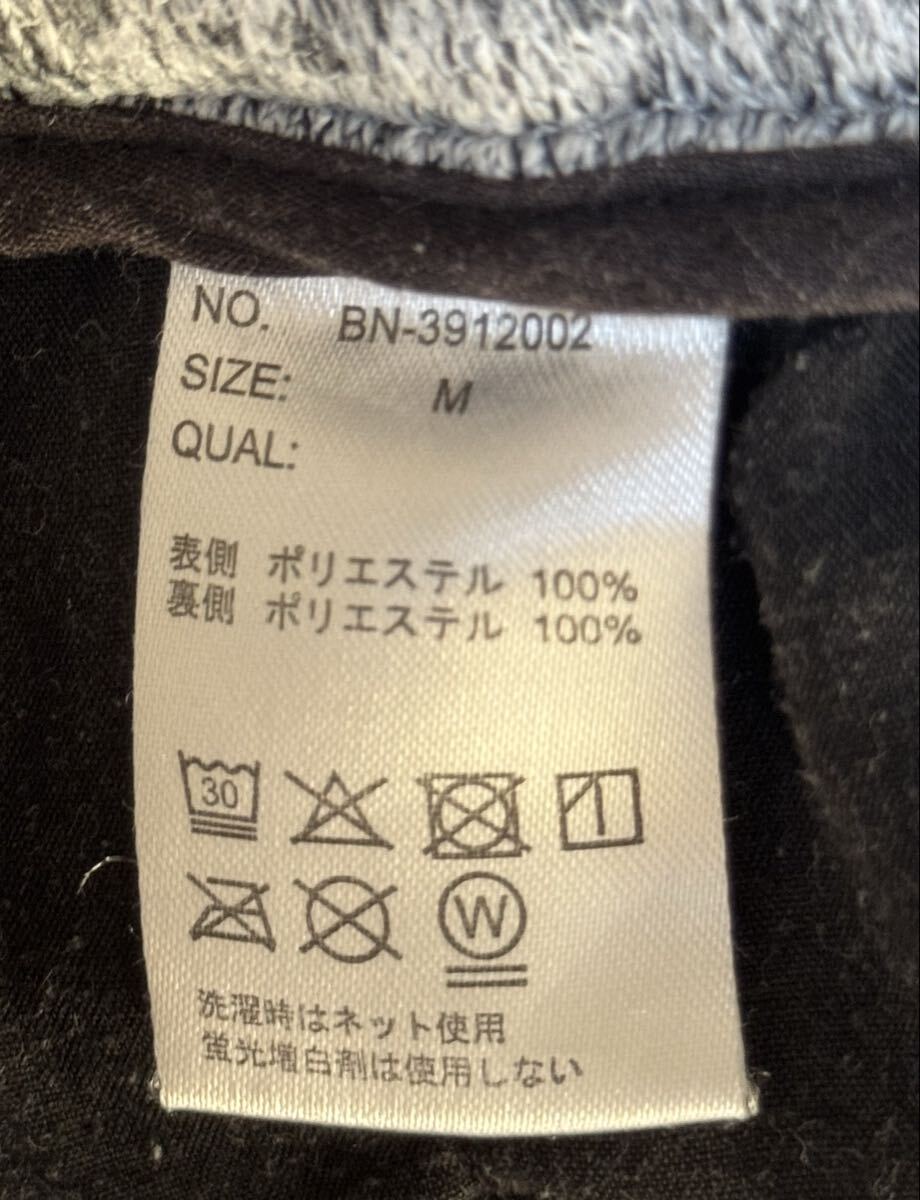 NO. BN-3912002
SIZE: M
QUAL:
表側 ポリエステル 100%
裏側 ポリエステル 100%
30
W
洗濯時はネット使用
蛍光増白剤は使用しない